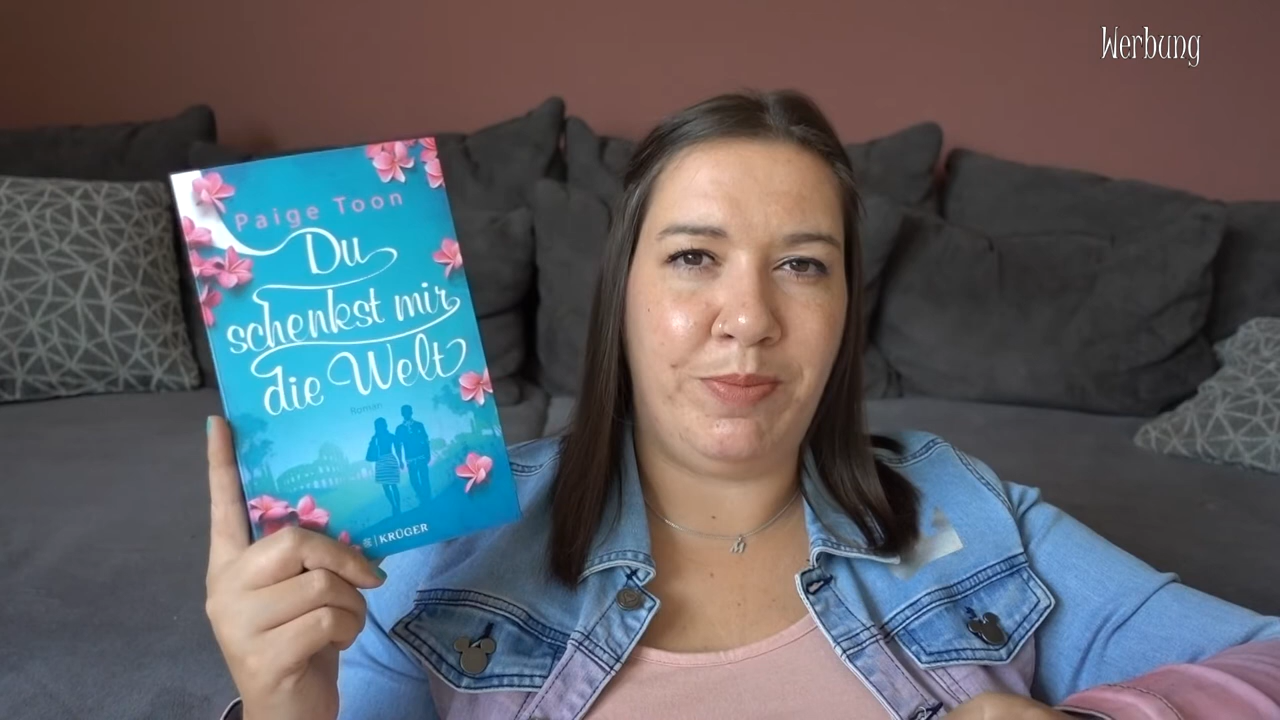 Werbung
Paige Toon
Du
schenkst mir
die Welt
Roman
KRÜGER